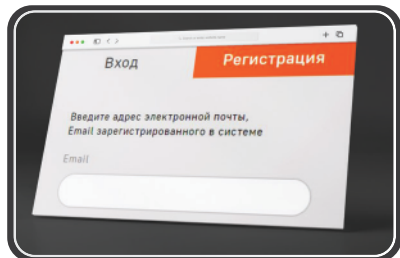 Вход
Регистрация
Введите адрес электронной почты,
Email зарегистрированного в системе
Email